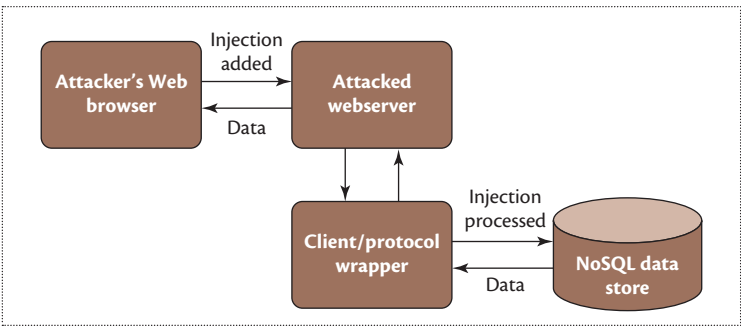 Injection
added
Attacker's Web
browser
Attacked
webserver
Data
Client/protocol
wrapper
Injection
processed
NoSQL data
store
Data